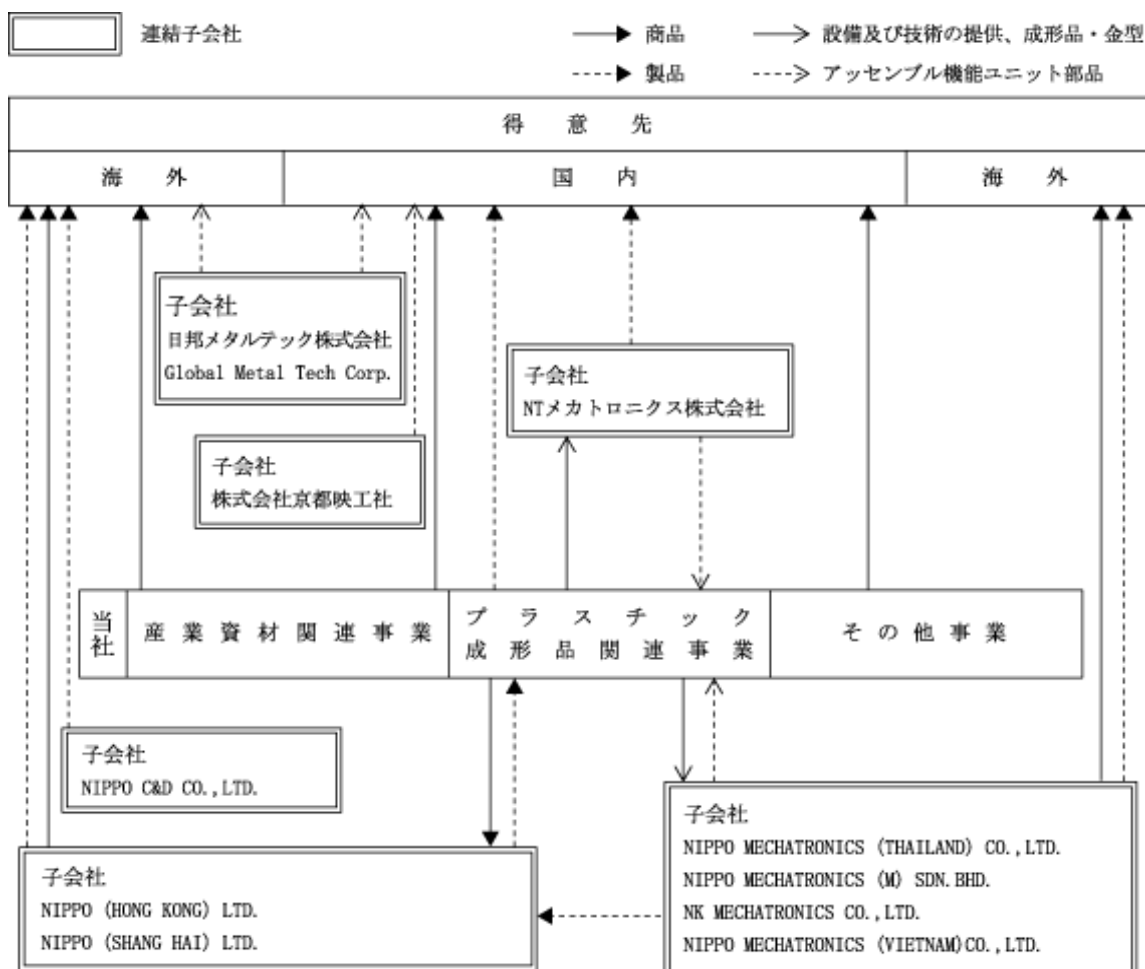 連結子会社
商品
設備及び技術の提供、成形品・金型
製品
アッセンブル機能ユニット部品
得意先
海外
国内
海外
子会社
日邦メタルテック株式会社
Global Metal Tech Corp.
子会社
NTメカトロニクス株式会社
子会社
株式会社京都映工社
当社
産業資材関連事業
プラスチック
成形品関連事業
その他事業
子会社
NIPPO C&D CO.,LTD.
子会社
NIPPO MECHATRONICS (THAILAND) CO.,LTD.
NIPPO MECHATRONICS (M) SDN.BHD.
NK MECHATRONICS CO.,LTD.
NIPPO MECHATRONICS (VIETNAM)CO.,LTD.
子会社
NIPPO (HONG KONG) LTD.
NIPPO (SHANG HAI) LTD.